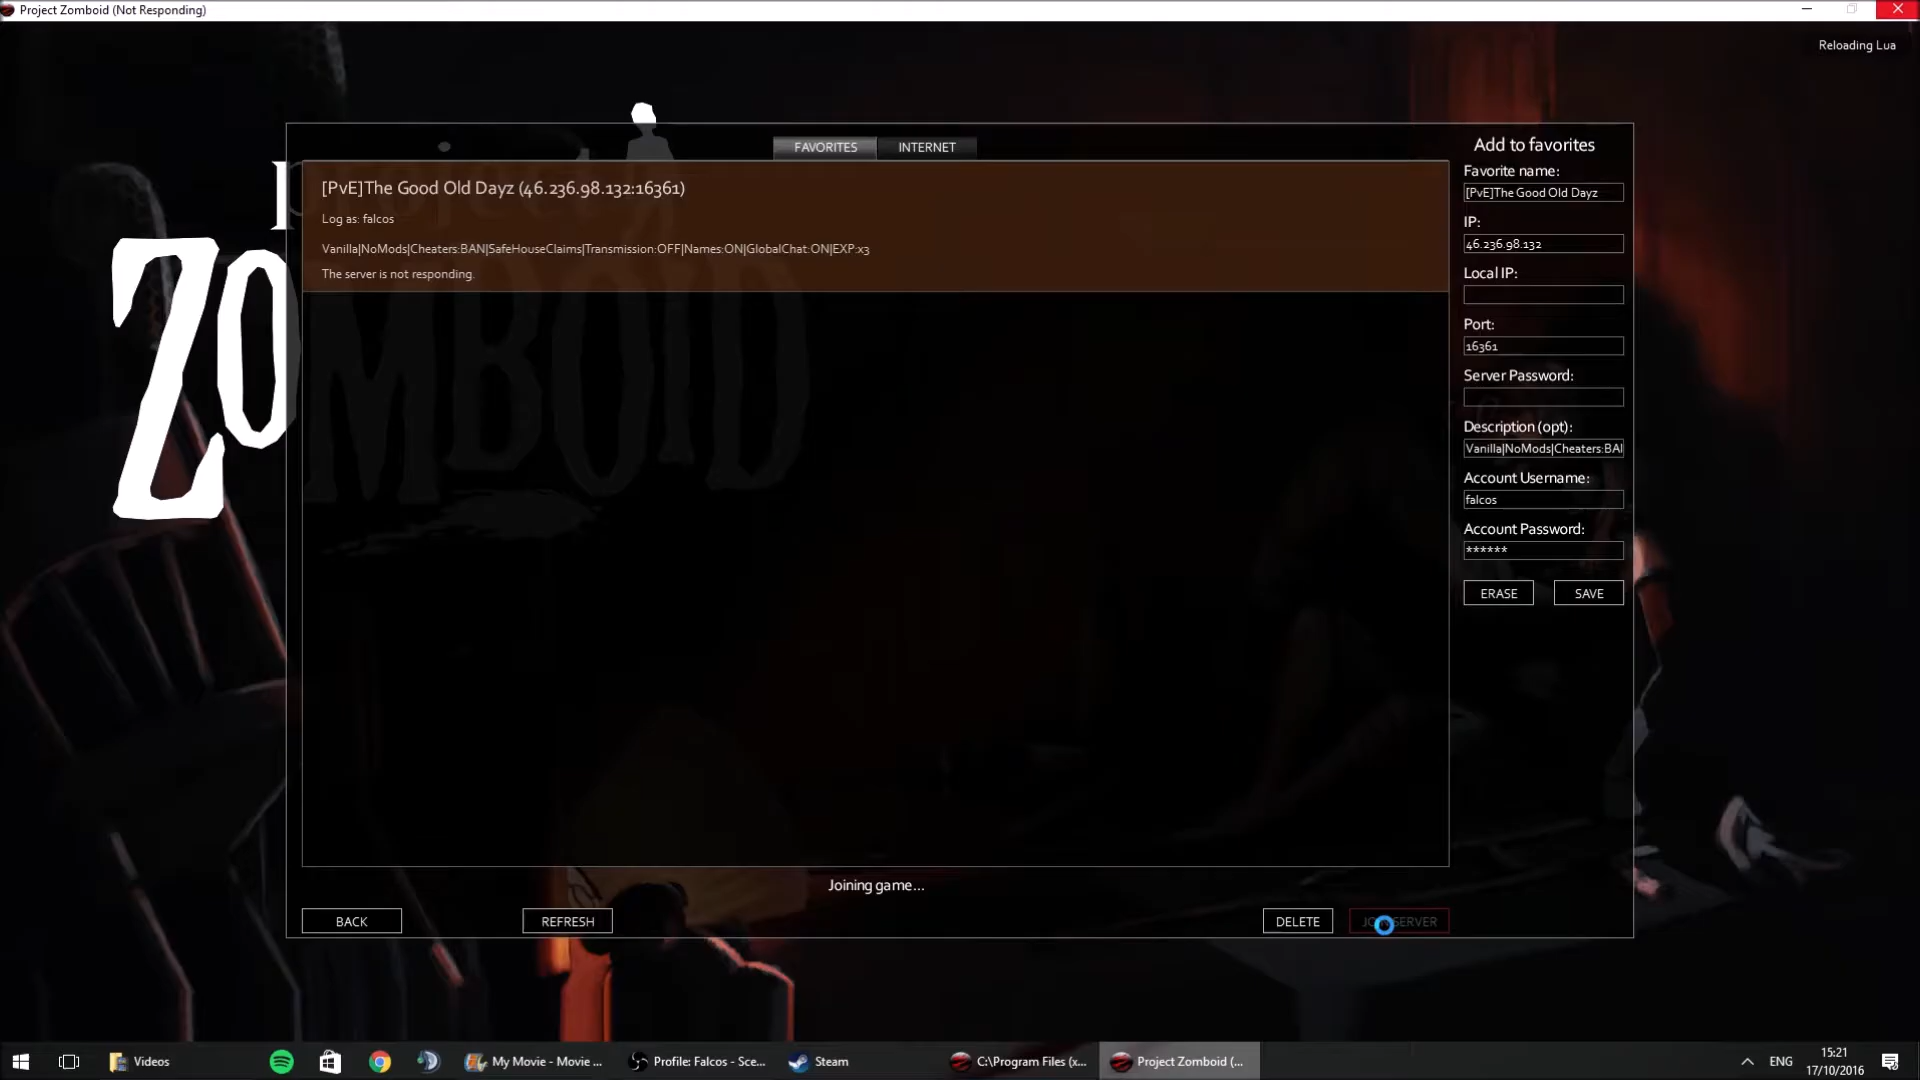 Project Zomboid (Not Responding)
Reloading Lua
Project
ZOMBOID
FAVORITES
INTERNET
[PvE]The Good Old Dayz (46.236.98.132:16361)
Log as: falcos
Vanilla|NoMods|Cheaters:BAN|SafeHouseClaims|Transmission:OFF|Names:ON|GlobalChat:ON|EXP:x3
The server is not responding.
Add to favorites
Favorite name:
[PvE]The Good Old Dayz
IP:
46.236.98.132
Local IP:
Port:
16361
Server Password:
Description (opt):
Vanilla|NoMods|Cheaters:BAN
Account Username:
falcos
Account Password:
******
ERASE
SAVE
Joining game...
BACK
REFRESH
DELETE
JOIN SERVER
Videos
My Movie - Movie ...
Profile: Falcos - Sce...
Steam
C:\Program Files (x...
Project Zomboid (...
ENG
15:21
17/10/2016